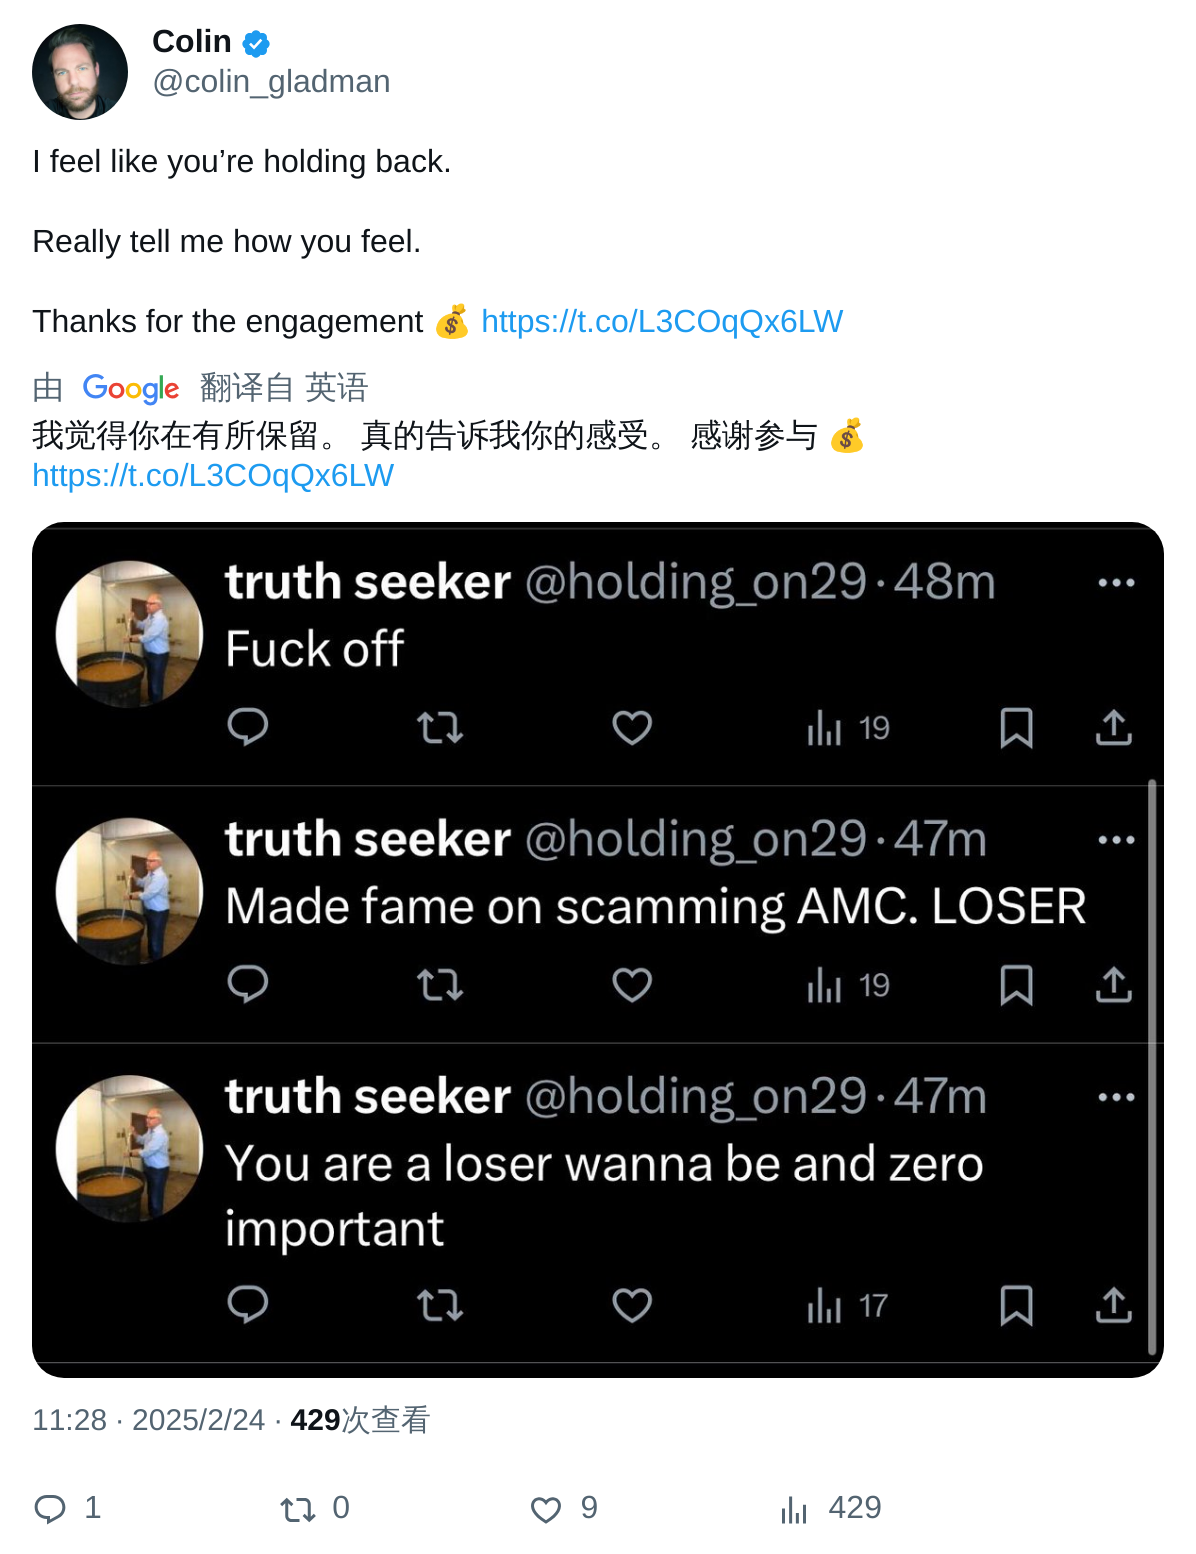 Colin
@colin_gladman
I feel like you’re holding back.
Really tell me how you feel.
Thanks for the engagement 💰 https://t.co/L3COqQx6LW
由 Google 翻译自 英语
我觉得你在有所保留。 真的告诉我你的感受。 感谢参与 💰
https://t.co/L3COqQx6LW
truth seeker @holding_on29 · 48m
Fuck off
19
truth seeker @holding_on29 · 47m
Made fame on scamming AMC. LOSER
19
truth seeker @holding_on29 · 47m
You are a loser wanna be and zero
important
17
11:28 · 2025/2/24 · 429次查看
1 0 9 429